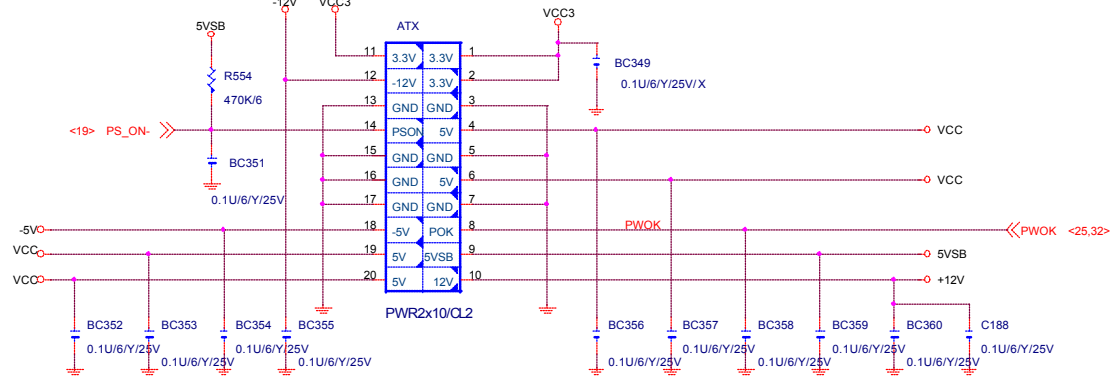 -12V VCC3 VCC3
5VSB ATX
11 3.3V 3.3V 1
BC349
R554
0.1U/6/Y/25V/X
12 -12V 3.3V 2
470K/6
13 GND GND 3
<19> PS_ON- 14 PSON 5V 4 VCC
BC351
15 GND GND 5
0.1U/6/Y/25V
16 GND 5V 6 VCC
17 GND GND 7
-5V 18 -5V POK 8 PWOK PWOK <25,32>
VCC 19 5V 5VSB 9 5VSB
VCC 20 5V 12V 10 +12V
PWR2x10/CL2
BC352 BC353 BC354 BC355 BC356 BC357 BC358 BC359 BC360 C188
0.1U/6/Y/25V 0.1U/6/Y/25V 0.1U/6/Y/25V 0.1U/6/Y/25V 0.1U/6/Y/25V 0.1U/6/Y/25V 0.1U/6/Y/25V 0.1U/6/Y/25V 0.1U/6/Y/25V 0.1U/6/Y/25V